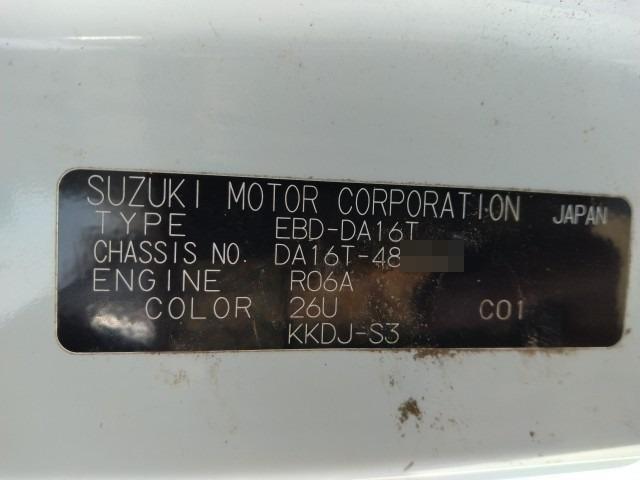 SUZUKI MOTOR CORPORATION JAPAN
TYPE EBD-DA16T
CHASSIS NO. DA16T-48
ENGINE R06A
COLOR 26U C01
KKDJ-S3